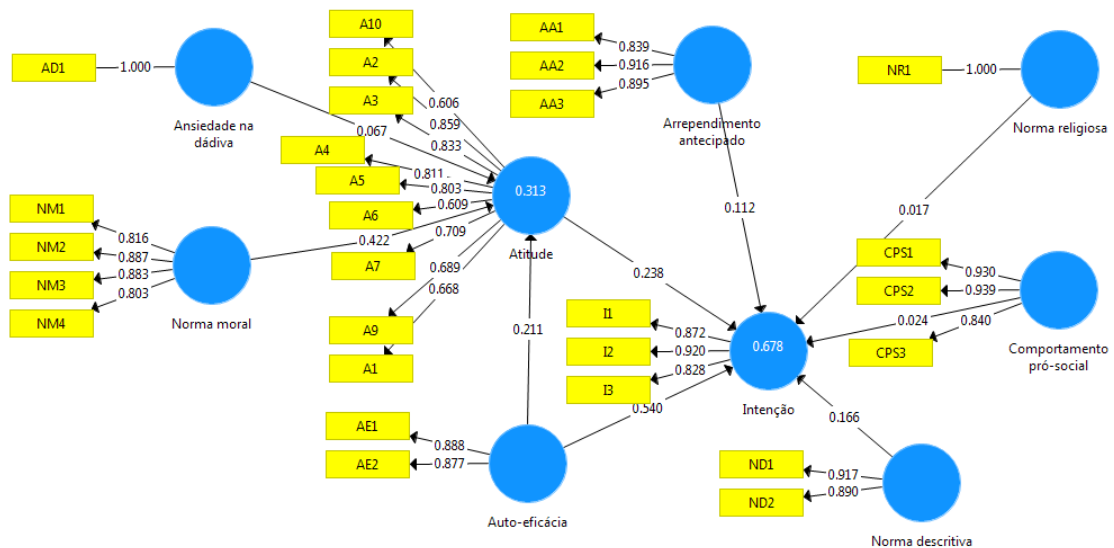 A10
AA1
AD1
1.000
A2
0.839
AA2
0.916
NR1
1.000
0.895
A3
0.606
AA3
Ansiedade na
dádiva
0.067
0.859
0.833
Arrependimento
antecipado
Norma religiosa
A4
0.811
A5
0.803
0.313
NM1
0.609
0.816
A6
0.112
NM2
0.887
0.422
0.709
Atitude
0.017
NM3
0.883
A7
CPS1
0.803
0.689
0.238
0.930
NM4
0.668
CPS2
0.939
Norma moral
I1
0.024
A9
0.211
0.872
0.840
I2
0.920
0.678
CPS3
A1
Comportamento
pró-social
0.828
I3
0.540
Intenção
0.166
AE1
0.888
AE2
0.877
ND1
0.917
0.890
ND2
Auto-eficácia
Norma descritiva